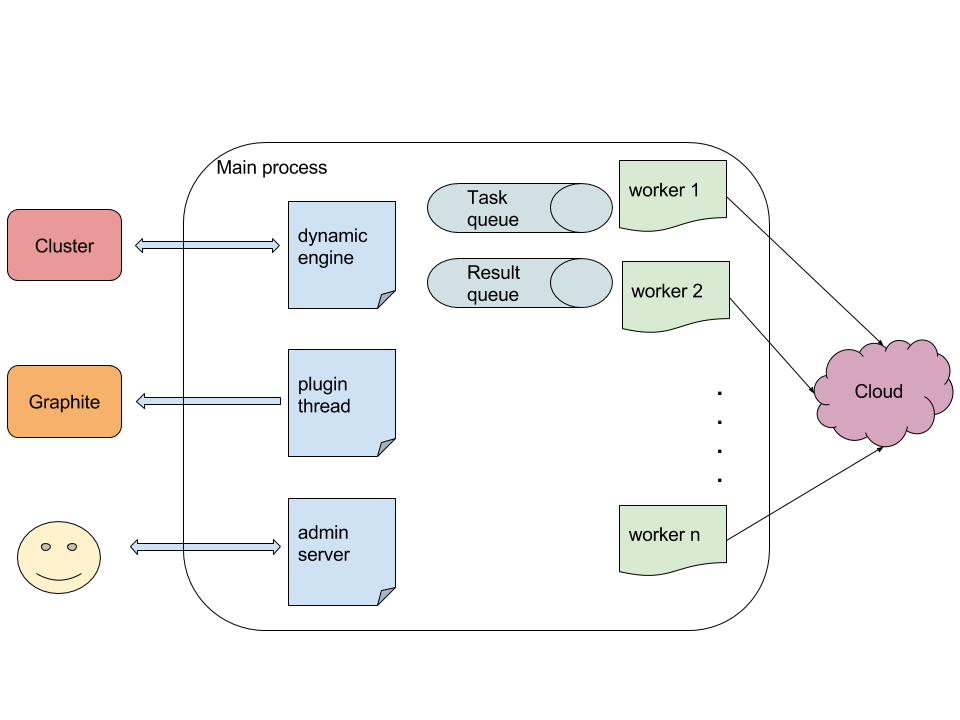 Main process
Cluster
dynamic
engine
Task
queue
worker 1
Result
queue
worker 2
Graphite
plugin
thread
Cloud
admin
server
worker n